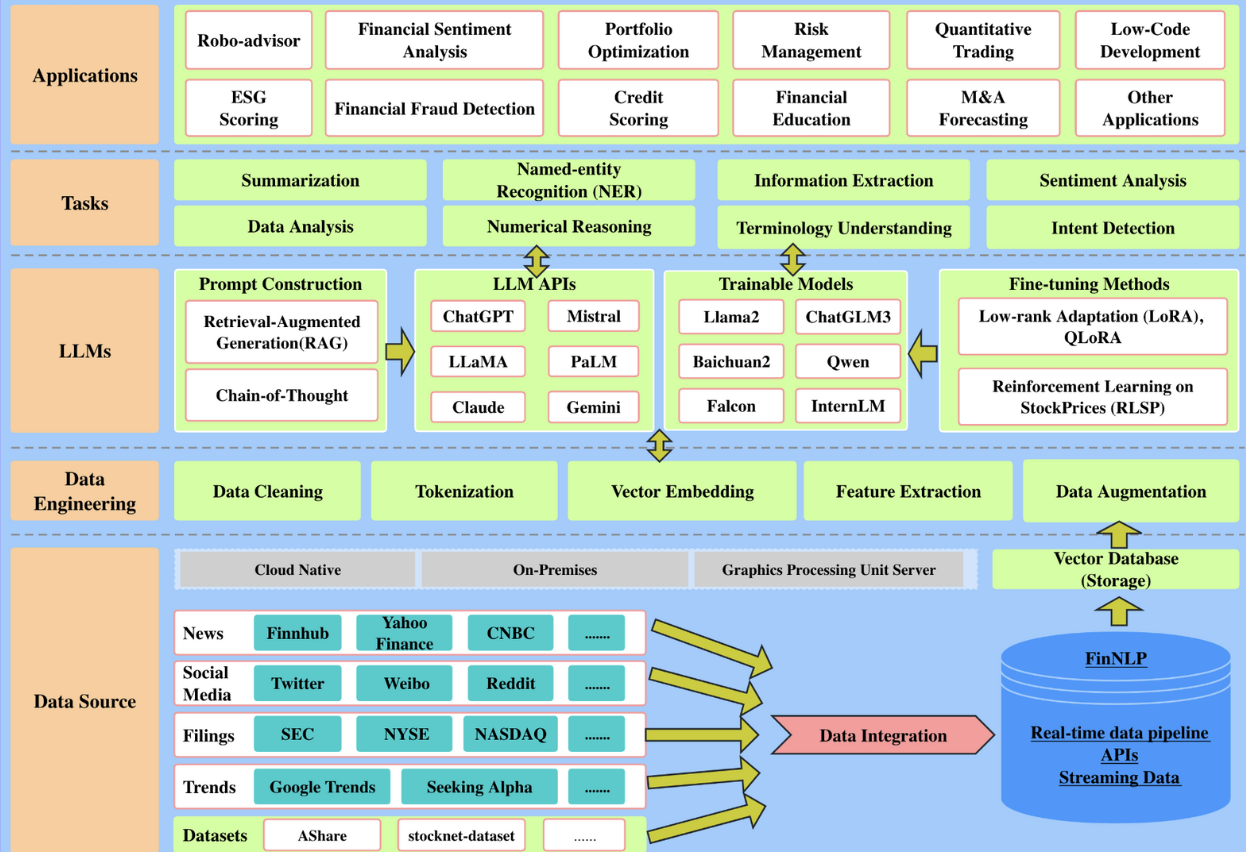 Applications
Robo-advisor
Financial Sentiment
Analysis
Portfolio
Optimization
Risk
Management
Quantitative
Trading
Low-Code
Development
ESG
Scoring
Financial Fraud Detection
Credit
Scoring
Financial
Education
M&A
Forecasting
Other
Applications
Tasks
Summarization
Named-entity
Recognition (NER)
Information Extraction
Sentiment Analysis
Data Analysis
Numerical Reasoning
Terminology Understanding
Intent Detection
LLMs
Prompt Construction
Retrieval-Augmented
Generation(RAG)
Chain-of-Thought
LLM APIs
ChatGPT
Mistral
LLaMA
PaLM
Claude
Gemini
Trainable Models
Llama2
ChatGLM3
Baichuan2
Qwen
Falcon
InternLM
Fine-tuning Methods
Low-rank Adaptation (LoRA),
QLoRA
Reinforcement Learning on
StockPrices (RLSP)
Data
Engineering
Data Cleaning
Tokenization
Vector Embedding
Feature Extraction
Data Augmentation
Data Source
Cloud Native
On-Premises
Graphics Processing Unit Server
Vector Database
(Storage)
News
Finnhub
Yahoo
Finance
CNBC
.......
Social
Media
Twitter
Weibo
Reddit
.......
Filings
SEC
NYSE
NASDAQ
.......
Trends
Google Trends
Seeking Alpha
.......
Datasets
AShare
stocknet-dataset
......
Data Integration
FinNLP
Real-time data pipeline
APIs
Streaming Data